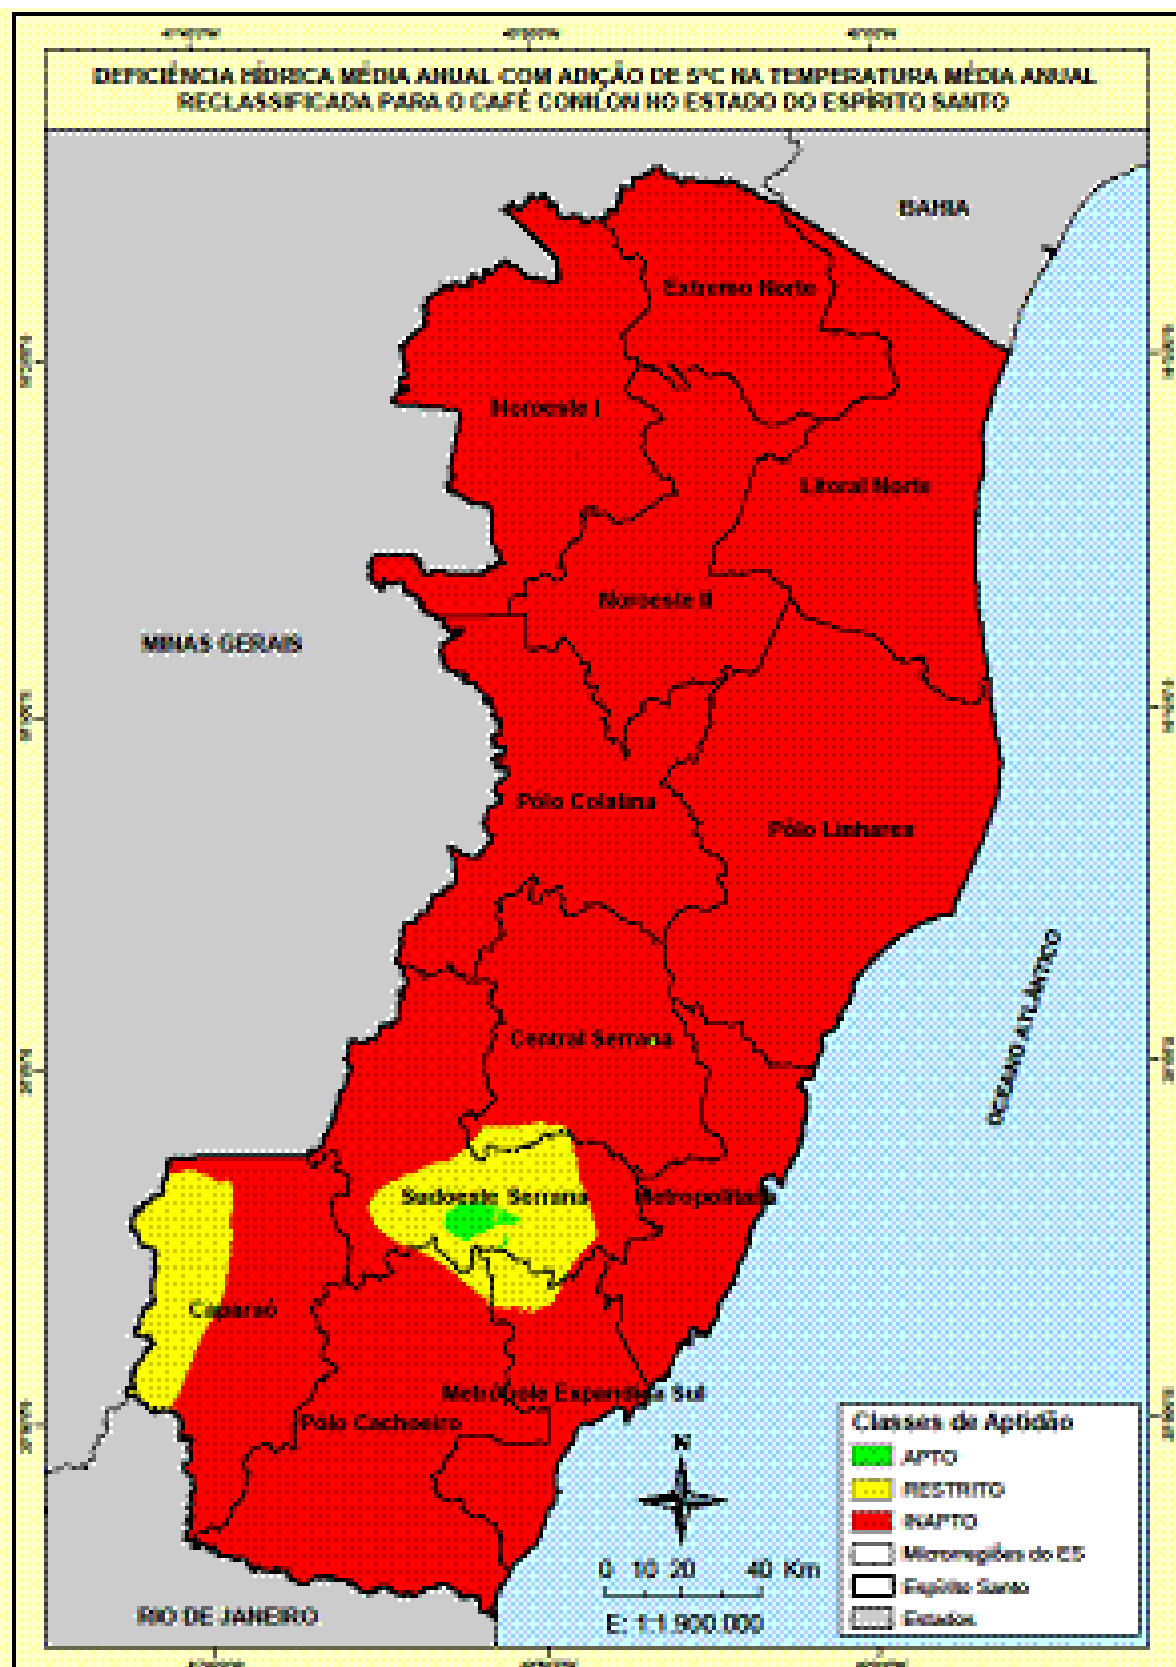 DEFICIÊNCIA HÍDRICA MÉDIA ANUAL COM ADIÇÃO DE 5°C NA TEMPERATURA MÉDIA ANUAL
RECLASSIFICADA PARA O CAFÉ CONILON NO ESTADO DO ESPÍRITO SANTO
BAHIA
Extremo Norte
Noroeste I
Litoral Norte
Noroeste II
MINAS GERAIS
Pólo Colatina
Pólo Linhares
OCEANO ATLÂNTICO
Central Serrana
Sudoeste Serrana
Metropolitana
Caparaó
Metrópole Expandida Sul
Pólo Cachoeiro
Classes de Aptidão
APTO
RESTRITO
INAPTO
Microrregiões do ES
Espírito Santo
Estados
N
0 10 20 40 Km
E: 1:1.900.000
RIO DE JANEIRO